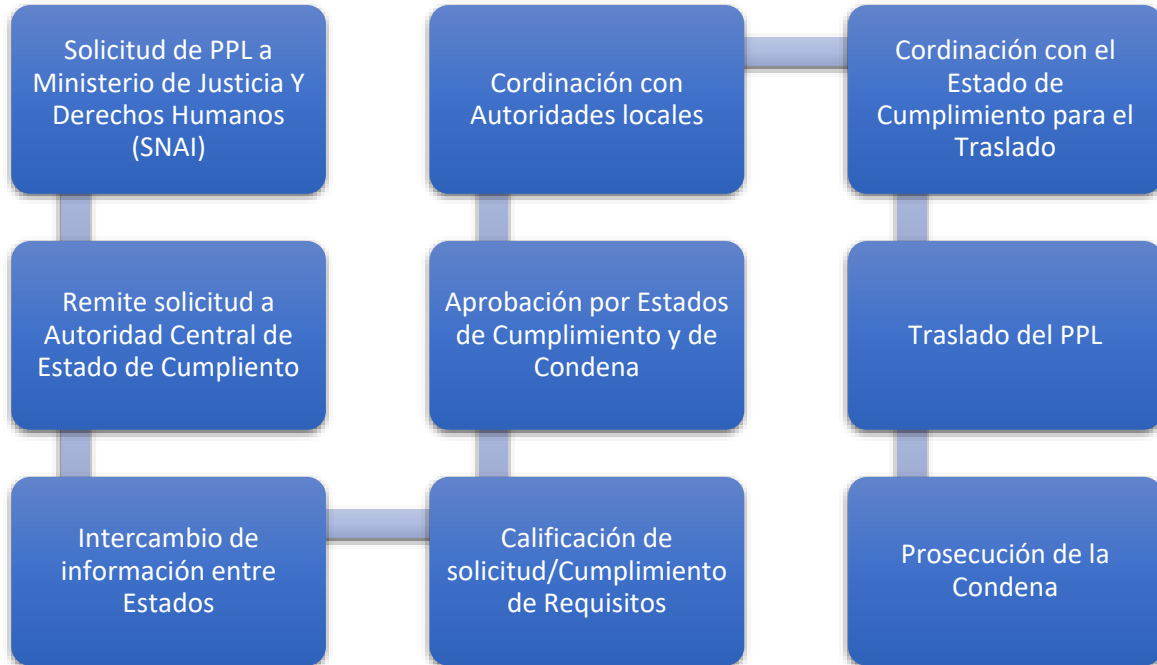 Solicitud de PPL a
Ministerio de Justicia Y
Derechos Humanos
(SNAI)
Remite solicitud a
Autoridad Central de
Estado de Cumpliento
Intercambio de
información entre
Estados
Calificación de
solicitud/Cumplimiento
de Requisitos
Aprobación por Estados
de Cumplimiento y de
Condena
Cordinación con
Autoridades locales
Cordinación con el
Estado de
Cumplimiento para el
Traslado
Traslado del PPL
Prosecución de la
Condena